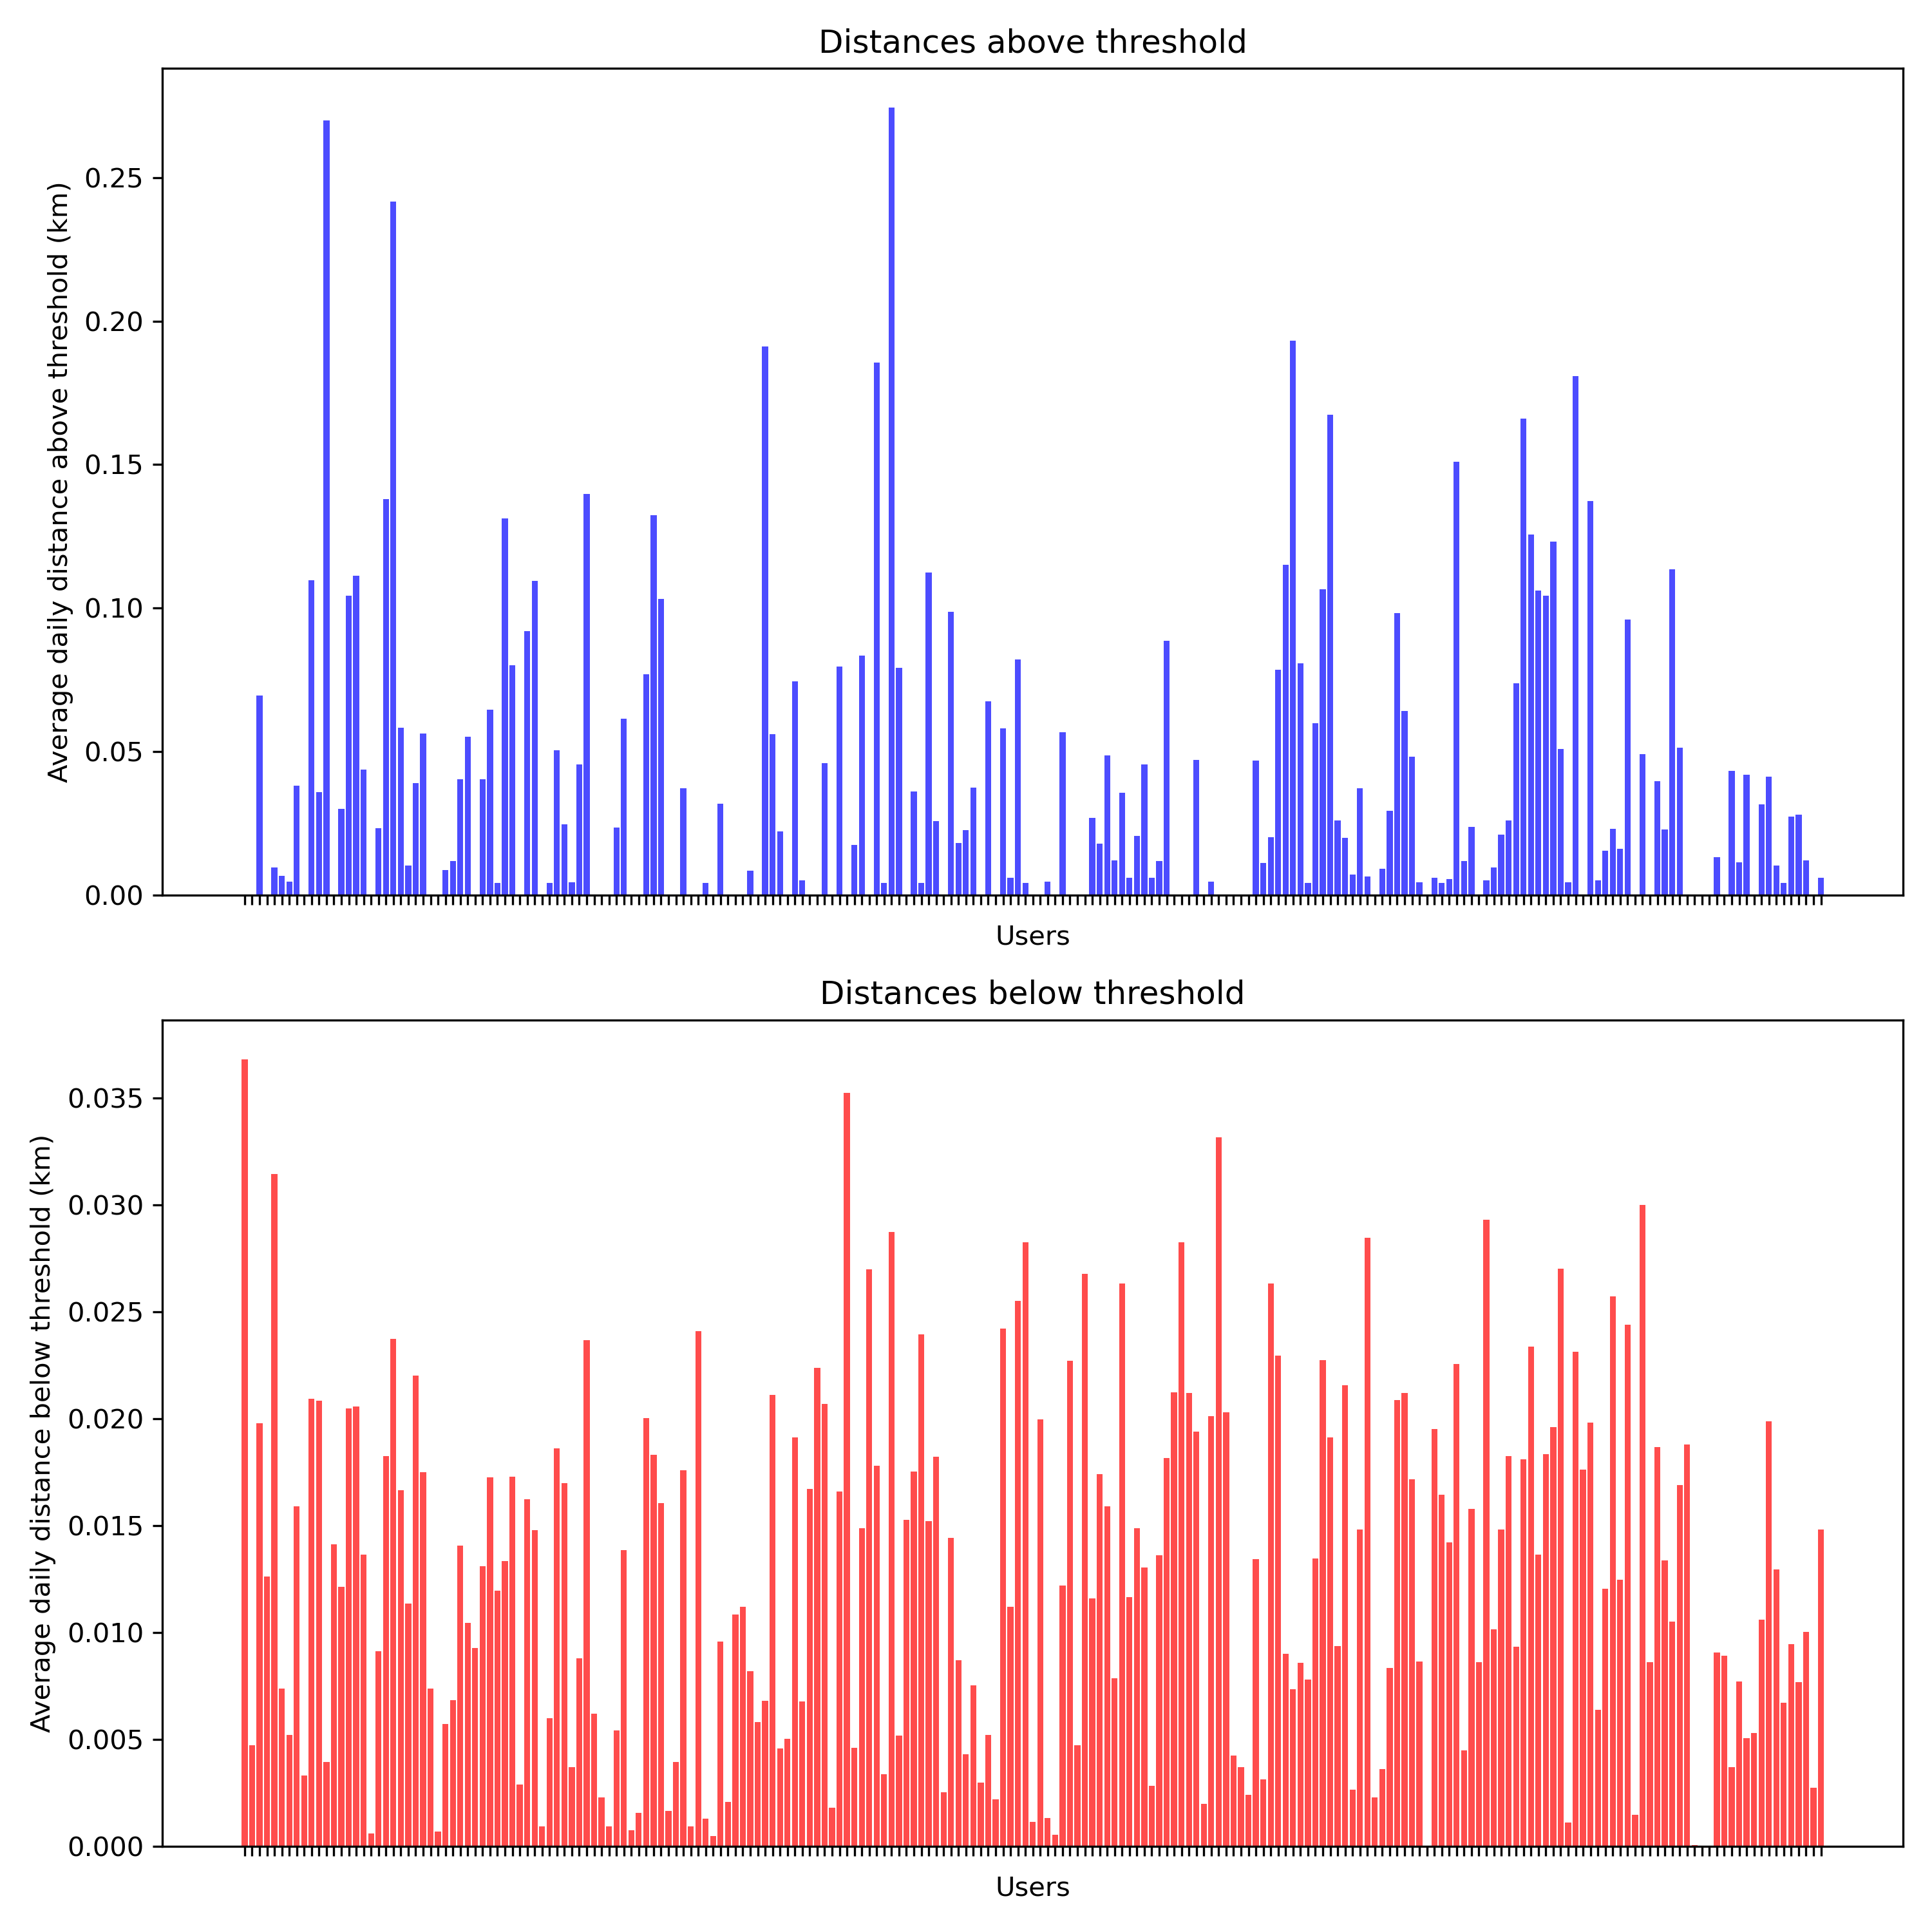 Distances above threshold
Average daily distance above threshold (km)
0.25
0.20
0.15
0.10
0.05
0.00
Users
Distances below threshold
Average daily distance below threshold (km)
0.035
0.030
0.025
0.020
0.015
0.010
0.005
0.000
Users